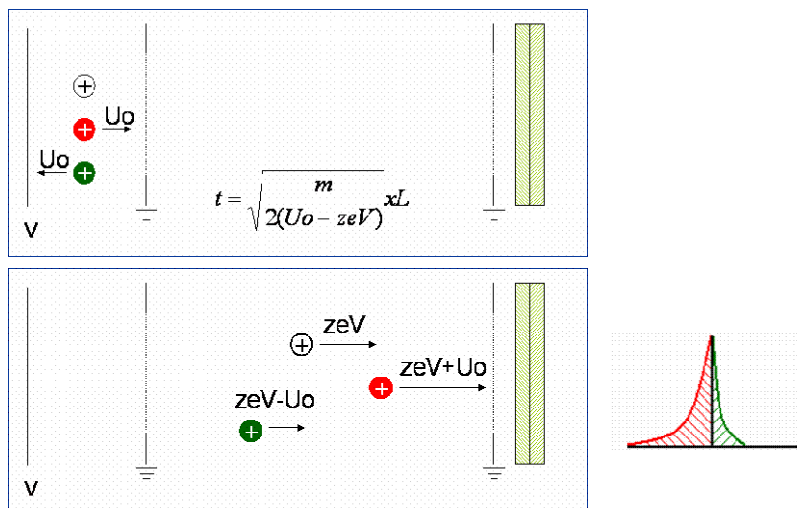 Uo
Uo
t = √ m / 2(Uo − zeV) xL
V
zeV
zeV+Uo
zeV-Uo
V